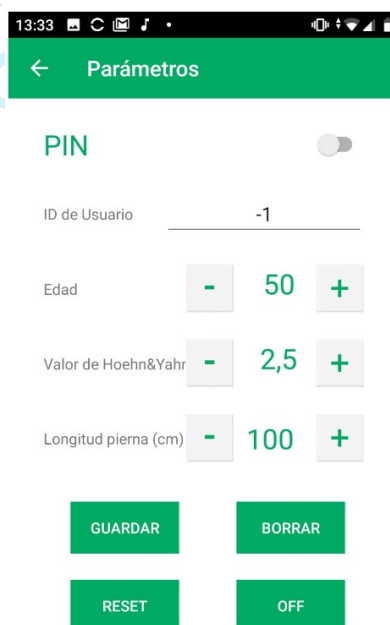 13:33
← Parámetros
PIN
ID de Usuario -1
Edad - 50 +
Valor de Hoehn&Yahr - 2,5 +
Longitud pierna (cm) - 100 +
GUARDAR BORRAR
RESET OFF